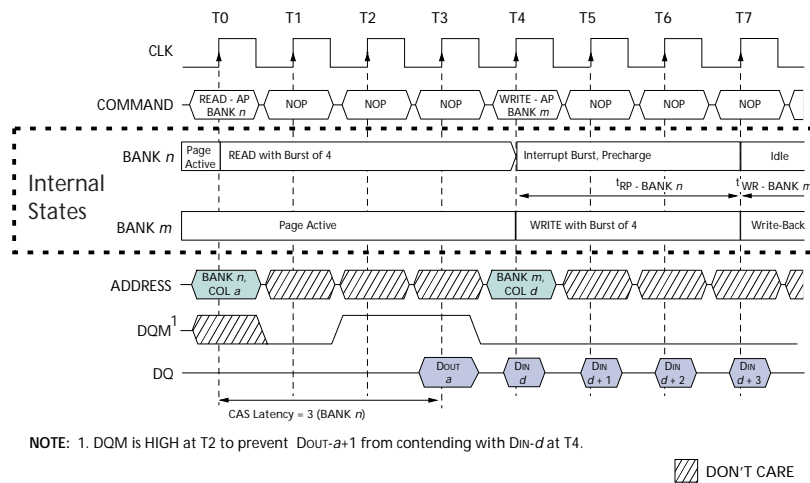 T0 T1 T2 T3 T4 T5 T6 T7
CLK
COMMAND READ - AP BANK n NOP NOP NOP WRITE - AP BANK m NOP NOP NOP
Internal States
BANK n Page Active READ with Burst of 4 Interrupt Burst, Precharge Idle
tRP - BANK n tWR - BANK m
BANK m Page Active WRITE with Burst of 4 Write-Back
ADDRESS BANK n, COL a BANK m, COL d
DQM1
DQ DOUT a DIN d DIN d + 1 DIN d + 2 DIN d + 3
CAS Latency = 3 (BANK n)
NOTE: 1. DQM is HIGH at T2 to prevent DOUT-a+1 from contending with DIN-d at T4.
DON'T CARE